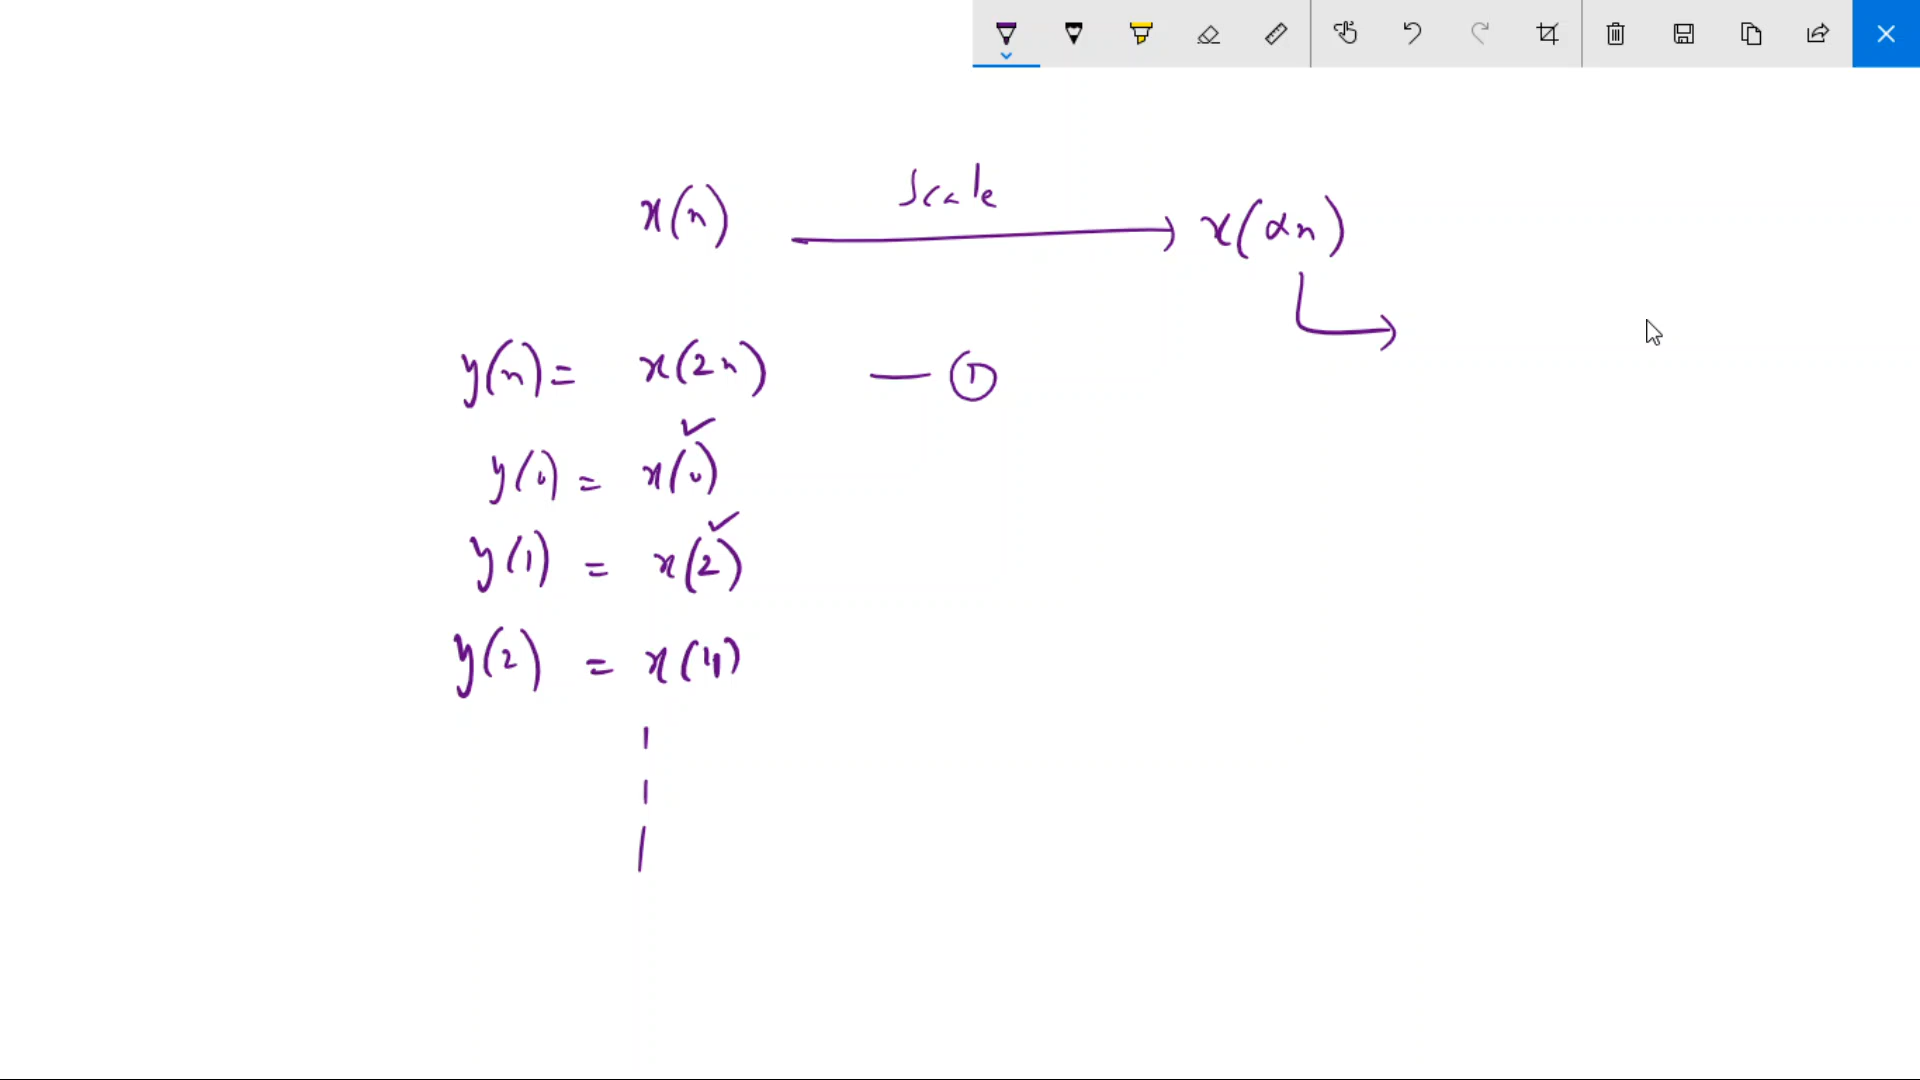 x(n) scale x(αn)
y(n) = x(2n) — ①
y(0) = x(0)
y(1) = x(2)
y(2) = x(4)